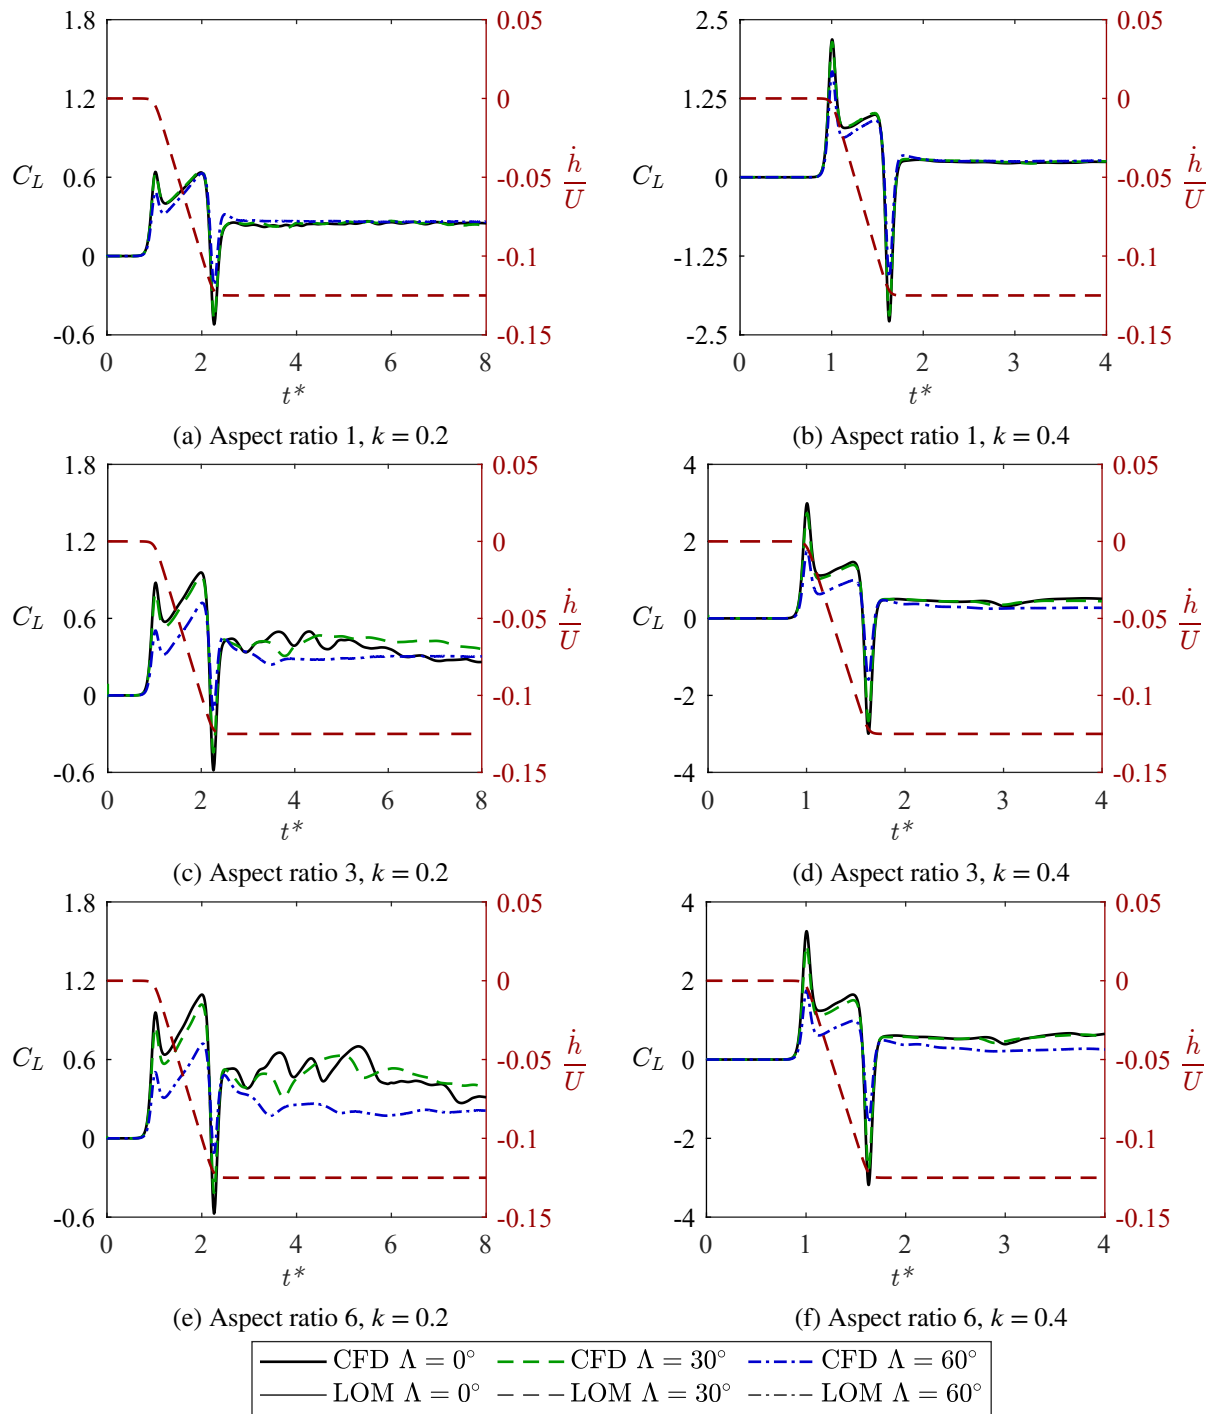 1.8 0.05 2.5 0.05
1.2 0 1.25 0
C_L 0.6 -0.05 ḣ/U C_L 0 -0.05 ḣ/U
0 -0.1 -1.25 -0.1
-0.6 -0.15 -2.5 -0.15
0 2 4 6 8 0 1 2 3 4
t* t*
(a) Aspect ratio 1, k = 0.2 (b) Aspect ratio 1, k = 0.4
1.8 0.05 4 0.05
1.2 0 2 0
C_L 0.6 -0.05 ḣ/U C_L 0 -0.05 ḣ/U
0 -0.1 -2 -0.1
-0.6 -0.15 -4 -0.15
0 2 4 6 8 0 1 2 3 4
t* t*
(c) Aspect ratio 3, k = 0.2 (d) Aspect ratio 3, k = 0.4
1.8 0.05 4 0.05
1.2 0 2 0
C_L 0.6 -0.05 ḣ/U C_L 0 -0.05 ḣ/U
0 -0.1 -2 -0.1
-0.6 -0.15 -4 -0.15
0 2 4 6 8 0 1 2 3 4
t* t*
(e) Aspect ratio 6, k = 0.2 (f) Aspect ratio 6, k = 0.4
CFD Λ = 0° CFD Λ = 30° CFD Λ = 60°
LOM Λ = 0° LOM Λ = 30° LOM Λ = 60°